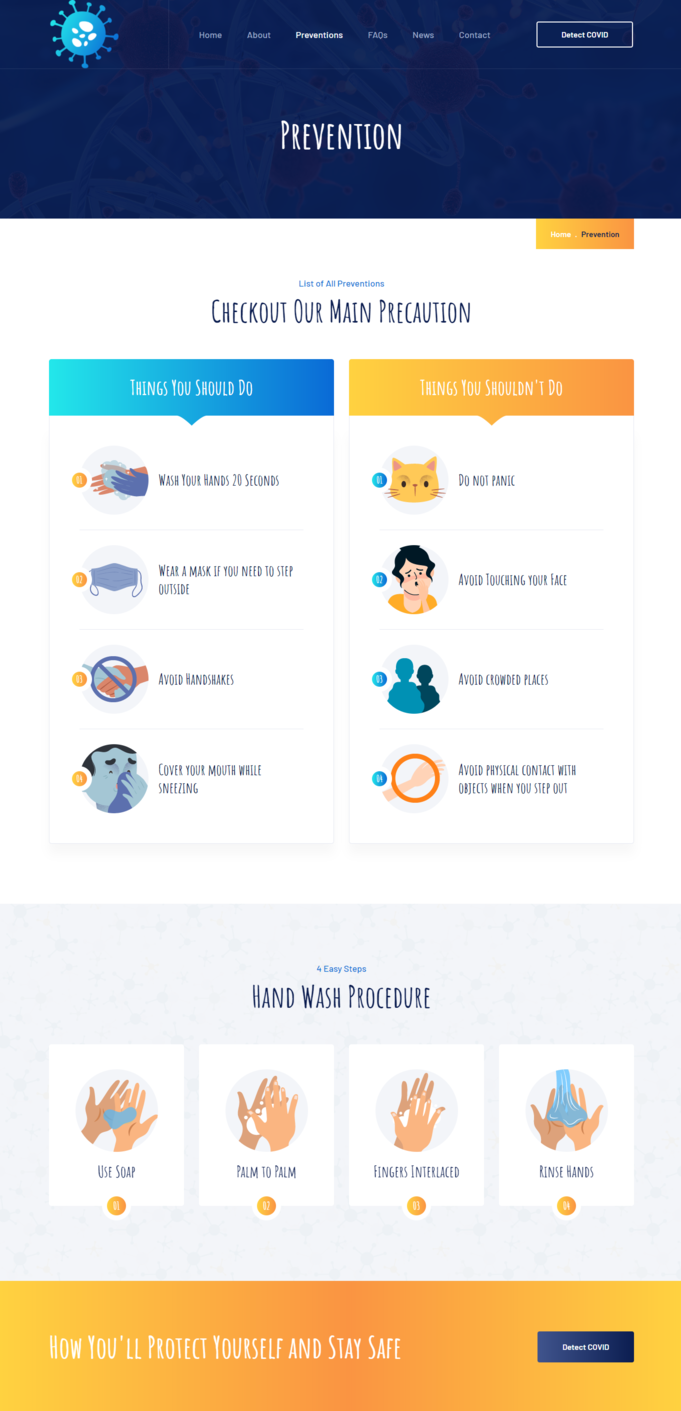 Home About Preventions FAQs News Contact Detect COVID
Prevention
Home . Prevention
List of All Preventions
Checkout Our Main Precaution
Things You Should Do
01 Wash Your Hands 20 Seconds
02 Wear a mask if you need to step
outside
03 Avoid Handshakes
04 Cover your mouth while
sneezing
Things You Shouldn't Do
01 Do not panic
02 Avoid Touching your Face
03 Avoid crowded places
04 Avoid physical contact with
objects when you step out
4 Easy Steps
Hand Wash Procedure
Use Soap
01
Palm to Palm
02
Fingers Interlaced
03
Rinse Hands
04
How You'll Protect Yourself and Stay Safe
Detect COVID